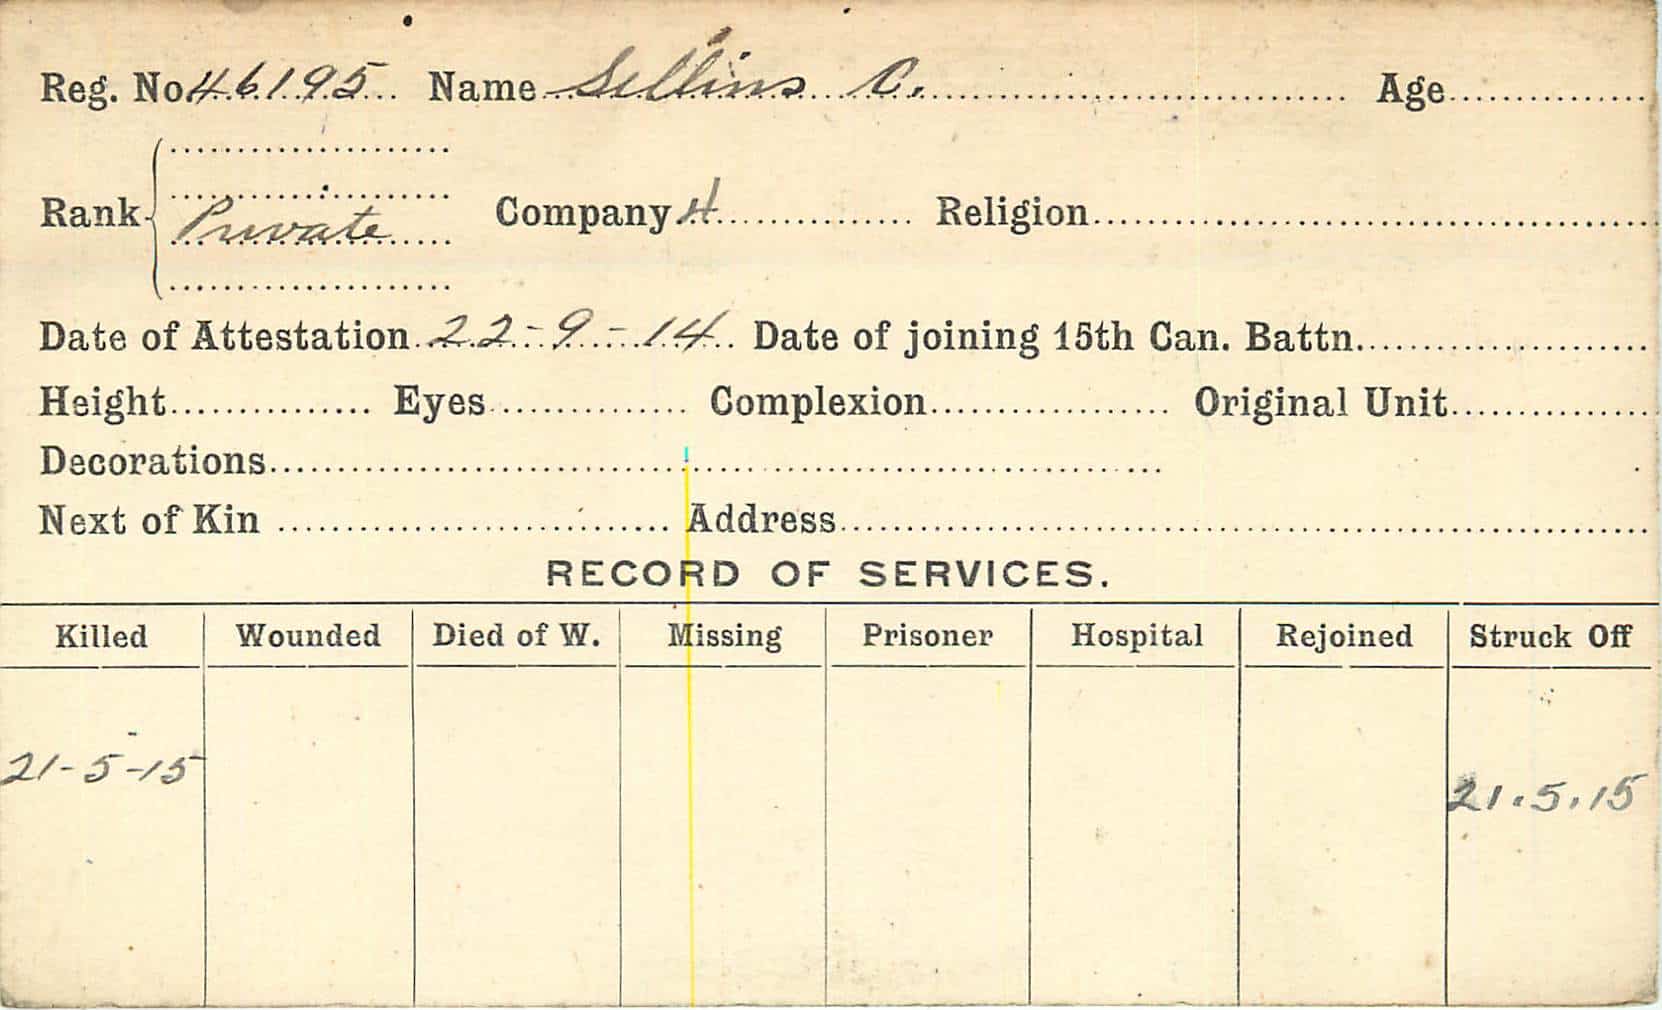 Reg. No. 46195 Name Sellins C. Age
Rank Private Company 4 Religion
Date of Attestation 22-9-14 Date of joining 15th Can. Battn.
Height Eyes Complexion Original Unit
Decorations
Next of Kin Address
RECORD OF SERVICES.
Killed Wounded Died of W. Missing Prisoner Hospital Rejoined Struck Off
21-5-15
21.5.15